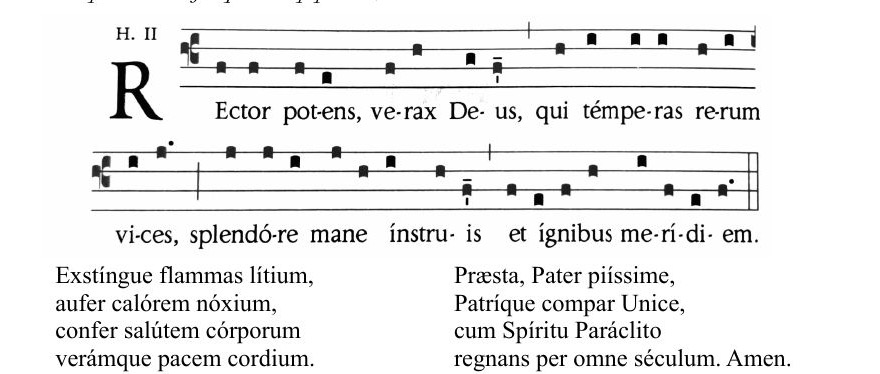 H. II
REctor pot-ens, ve-rax De- us, qui témpe-ras re-rum
vi-ces, splendó-re mane ínstru- is et ígnibus me-rí-di- em.
Exstíngue flammas lítium,
aufer calórem nóxium,
confer salútem córporum
verámque pacem cordium.
Præsta, Pater piíssime,
Patríque compar Unice,
cum Spíritu Paráclito
regnans per omne séculum. Amen.